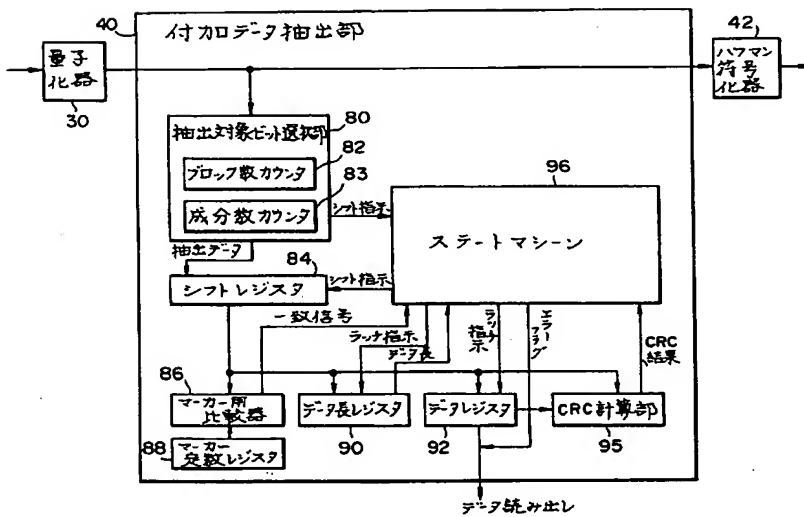 40
付加データ抽出部
42
量子
化器
30
ハフマン
符号
化器
抽出対象ビット選択部
80
82
ブロック数カウンタ
83
成分数カウンタ
96
ステートマシーン
シフト指示
抽出データ
84
シフトレジスタ
シフト指示
一致信号
ラッチ指示
データ長
ラッチ
指示
エラー
フラグ
CRC
結果
86
マーカー用
比較器
88
マーカー
定数レジスタ
データ長レジスタ
90
データレジスタ
92
CRC計算部
95
データ読み出し